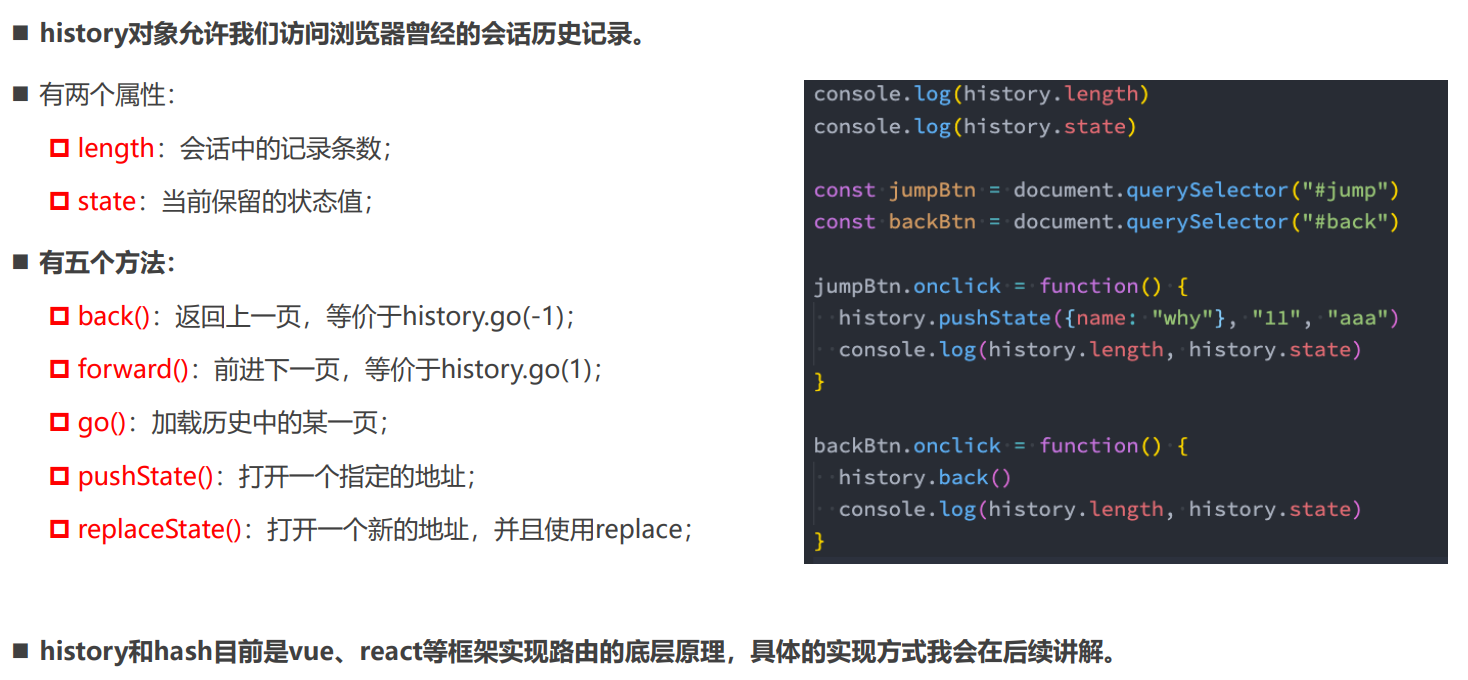 history对象允许我们访问浏览器曾经的会话历史记录。
有两个属性：
length：会话中的记录条数；
state：当前保留的状态值；
有五个方法：
back()：返回上一页，等价于history.go(-1)；
forward()：前进下一页，等价于history.go(1)；
go()：加载历史中的某一页；
pushState()：打开一个指定的地址；
replaceState()：打开一个新的地址，并且使用replace；
console.log(history.length)
console.log(history.state)
const jumpBtn = document.querySelector("#jump")
const backBtn = document.querySelector("#back")
jumpBtn.onclick = function() {
  history.pushState({name: "why"}, "11", "aaa")
  console.log(history.length, history.state)
}
backBtn.onclick = function() {
  history.back()
  console.log(history.length, history.state)
}
history和hash目前是vue、react等框架实现路由的底层原理，具体的实现方式我会在后续讲解。